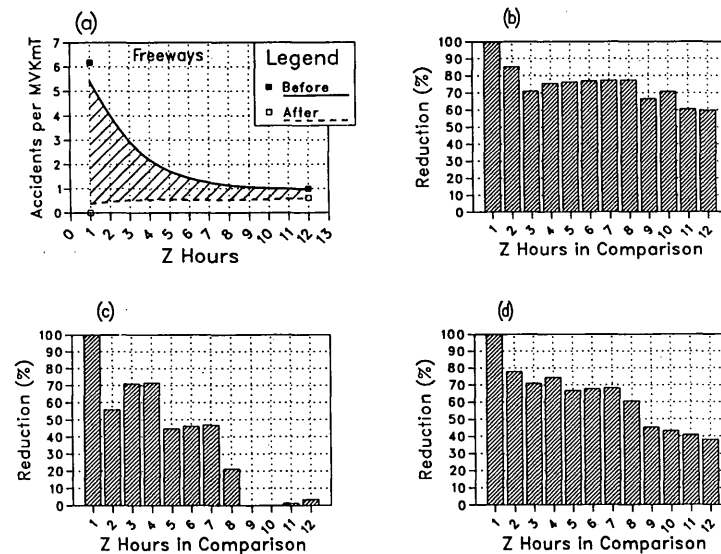 (a)
Freeways
Accidents per MVKmT
7
6
5
4
3
2
1
0
0 1 2 3 4 5 6 7 8 9 10 11 12 13
Z Hours
Legend
Before
After
(b)
Reduction (%)
100
90
80
70
60
50
40
30
20
10
0
1 2 3 4 5 6 7 8 9 10 11 12
Z Hours in Comparison
(c)
Reduction (%)
100
90
80
70
60
50
40
30
20
10
0
1 2 3 4 5 6 7 8 9 10 11 12
Z Hours in Comparison
(d)
Reduction (%)
100
90
80
70
60
50
40
30
20
10
0
1 2 3 4 5 6 7 8 9 10 11 12
Z Hours in Comparison